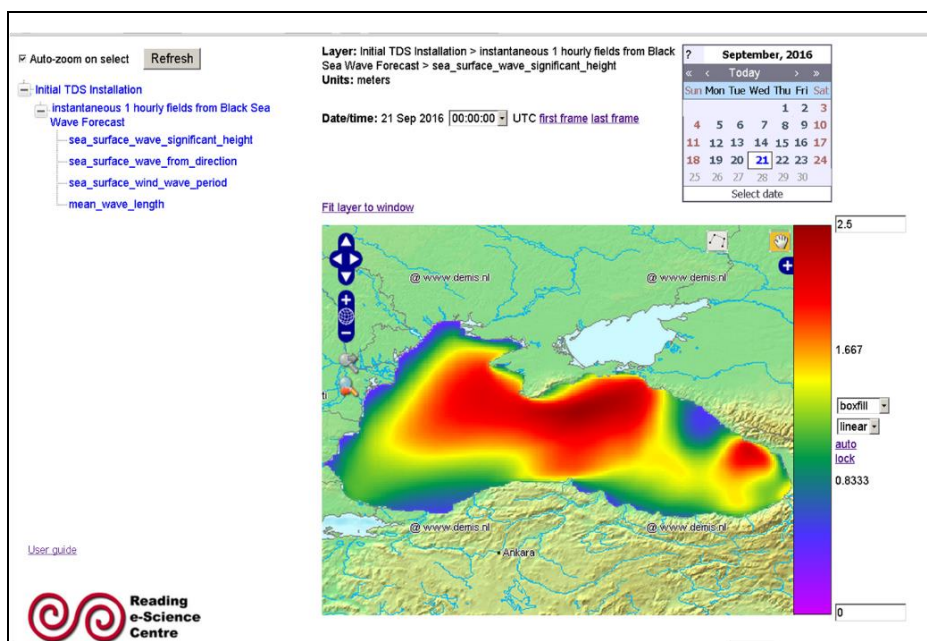 Auto-zoom on select Refresh
Initial TDS Installation
instantaneous 1 hourly fields from Black Sea
Wave Forecast
sea_surface_wave_significant_height
sea_surface_wave_from_direction
sea_surface_wind_wave_period
mean_wave_length
User guide
Reading
e-Science
Centre
Layer: Initial TDS Installation > instantaneous 1 hourly fields from Black
Sea Wave Forecast > sea_surface_wave_significant_height
Units: meters
Date/time: 21 Sep 2016 00:00:00 UTC first frame last frame
? September, 2016
« ‹ Today › »
Sun Mon Tue Wed Thu Fri Sat
1 2 3
4 5 6 7 8 9 10
11 12 13 14 15 16 17
18 19 20 21 22 23 24
25 26 27 28 29 30
Select date
Fit layer to window
@ www.demis.nl @ www.demis.nl
ti
@ www.demis.nl @ www.demis.nl
Ankara
2.5
1.667
boxfill
linear
auto
lock
0.8333
0